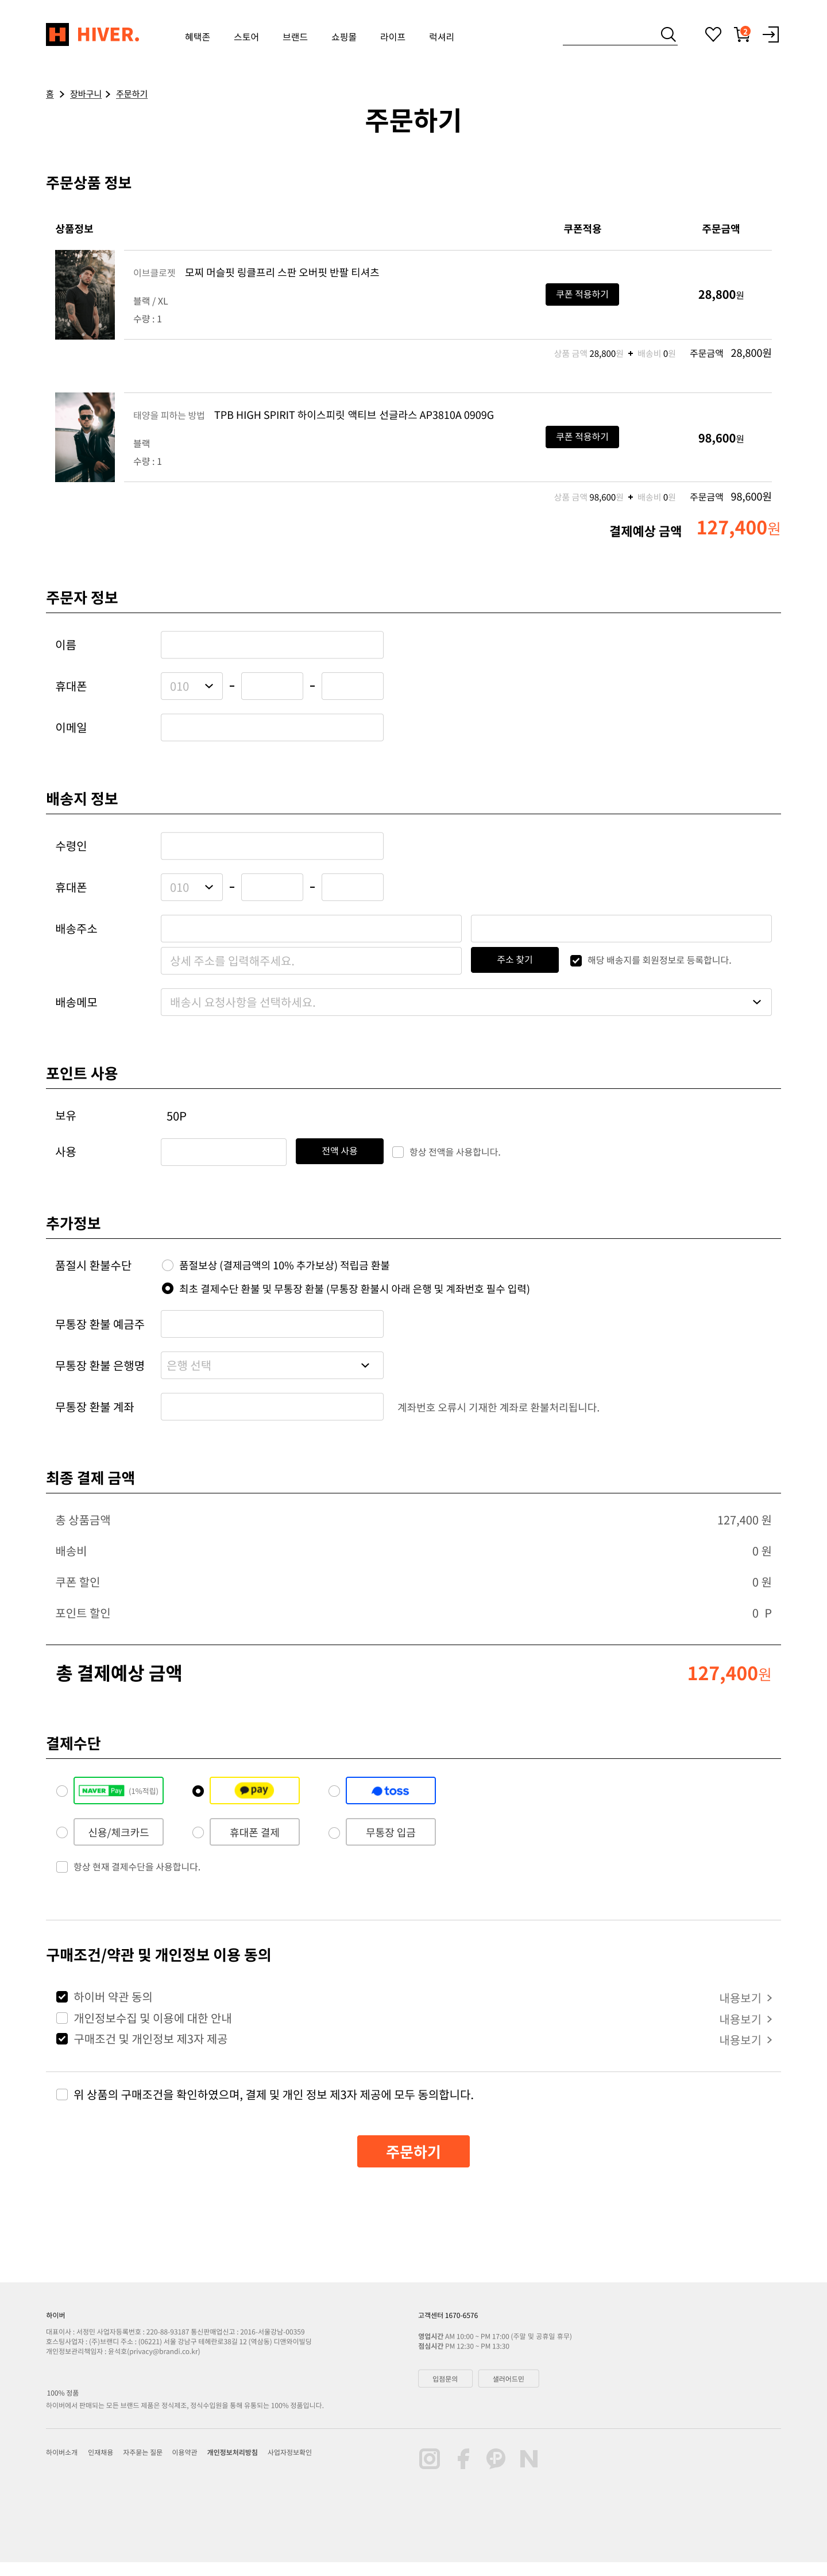 HIVER.
혜택존 스토어 브랜드 쇼핑몰 라이프 럭셔리
2
홈 > 장바구니 > 주문하기
주문하기
주문상품 정보
상품정보 쿠폰적용 주문금액
이브클로젯 모찌 머슬핏 링클프리 스판 오버핏 반팔 티셔츠
블랙 / XL
수량 : 1
쿠폰 적용하기
28,800원
상품 금액 28,800원 + 배송비 0원 주문금액 28,800원
태양을 피하는 방법 TPB HIGH SPIRIT 하이스피릿 액티브 선글라스 AP3810A 0909G
블랙
수량 : 1
쿠폰 적용하기
98,600원
상품 금액 98,600원 + 배송비 0원 주문금액 98,600원
결제예상 금액 127,400원
주문자 정보
이름
휴대폰 010 - -
이메일
배송지 정보
수령인
휴대폰 010 - -
배송주소
상세 주소를 입력해주세요. 주소 찾기 해당 배송지를 회원정보로 등록합니다.
배송메모 배송시 요청사항을 선택하세요.
포인트 사용
보유 50P
사용 전액 사용 항상 전액을 사용합니다.
추가정보
품절시 환불수단 품절보상 (결제금액의 10% 추가보상) 적립금 환불
최초 결제수단 환불 및 무통장 환불 (무통장 환불시 아래 은행 및 계좌번호 필수 입력)
무통장 환불 예금주
무통장 환불 은행명 은행 선택
무통장 환불 계좌 계좌번호 오류시 기재한 계좌로 환불처리됩니다.
최종 결제 금액
총 상품금액 127,400 원
배송비 0 원
쿠폰 할인 0 원
포인트 할인 0 P
총 결제예상 금액 127,400원
결제수단
NAVER Pay (1%적립) pay toss
신용/체크카드 휴대폰 결제 무통장 입금
항상 현재 결제수단을 사용합니다.
구매조건/약관 및 개인정보 이용 동의
하이버 약관 동의 내용보기 >
개인정보수집 및 이용에 대한 안내 내용보기 >
구매조건 및 개인정보 제3자 제공 내용보기 >
위 상품의 구매조건을 확인하였으며, 결제 및 개인 정보 제3자 제공에 모두 동의합니다.
주문하기
하이버
대표이사 : 서정민 사업자등록번호 : 220-88-93187 통신판매업신고 : 2016-서울강남-00359
호스팅사업자 : (주)브랜디 주소 : (06221) 서울 강남구 테헤란로38길 12 (역삼동) 디앤와이빌딩
개인정보관리책임자 : 윤석호(privacy@brandi.co.kr)
100% 정품
하이버에서 판매되는 모든 브랜드 제품은 정식제조, 정식수입원을 통해 유통되는 100% 정품입니다.
고객센터 1670-6576
영업시간 AM 10:00 ~ PM 17:00 (주말 및 공휴일 휴무)
점심시간 PM 12:30 ~ PM 13:30
입점문의 셀러어드민
하이버소개 인재채용 자주묻는 질문 이용약관 개인정보처리방침 사업자정보확인